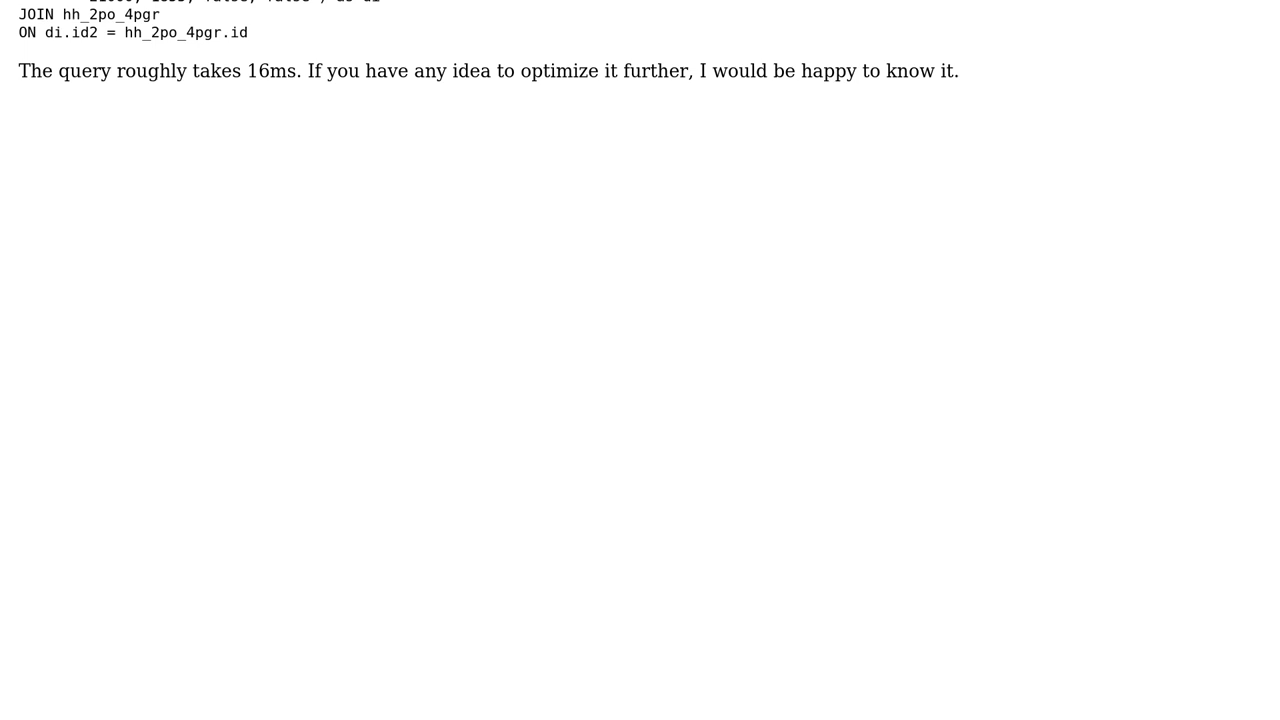 JOIN hh_2po_4pgr
ON di.id2 = hh_2po_4pgr.id
The query roughly takes 16ms. If you have any idea to optimize it further, I would be happy to know it.